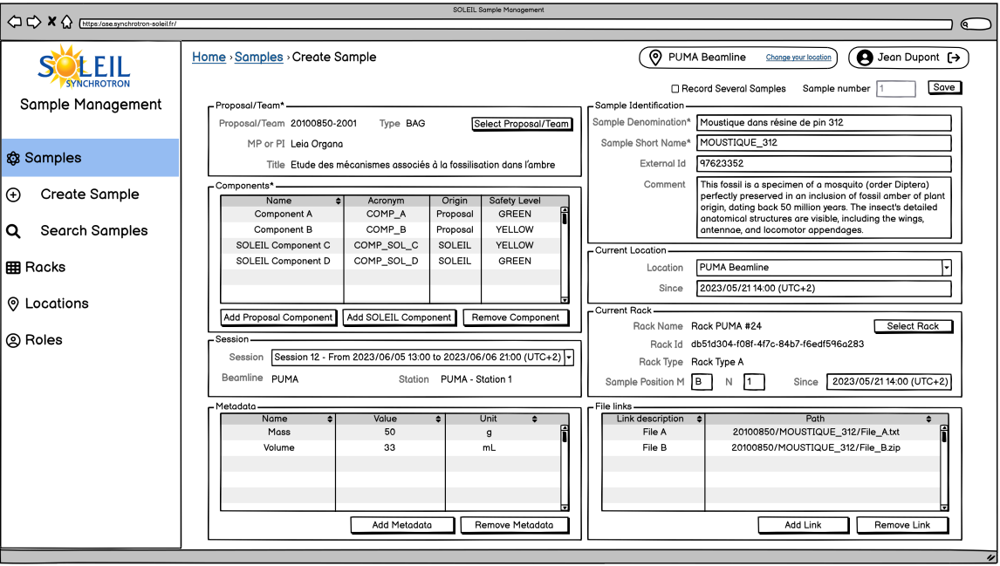 SOLEIL Sample Management
https:/ase.synchrotron-soleil.fr/
SOLEIL
SYNCHROTRON
Sample Management
Samples
Create Sample
Search Samples
Racks
Locations
Roles
Home › Samples › Create Sample
PUMA Beamline Change your location
Jean Dupont
Record Several Samples Sample number 1 Save
Proposal/Team*
Proposal/Team 20100850-2001 Type BAG Select Proposal/Team
MP or PI Leia Organa
Title Etude des mécanismes associés à la fossilisation dans l'ambre
Components*
Name Acronym Origin Safety Level
Component A COMP_A Proposal GREEN
Component B COMP_B Proposal YELLOW
SOLEIL Component C COMP_SOL_C SOLEIL YELLOW
SOLEIL Component D COMP_SOL_D SOLEIL GREEN
Add Proposal Component Add SOLEIL Component Remove Component
Session
Session Session 12 - From 2023/06/05 13:00 to 2023/06/06 21:00 (UTC+2)
Beamline PUMA Station PUMA - Station 1
Metadata
Name Value Unit
Mass 50 g
Volume 33 mL
Add Metadata Remove Metadata
Sample Identification
Sample Denomination* Moustique dans résine de pin 312
Sample Short Name* MOUSTIQUE_312
External Id 97623352
Comment This fossil is a specimen of a mosquito (order Diptera)
perfectly preserved in an inclusion of fossil amber of plant
origin, dating back 50 million years. The insect's detailed
anatomical structures are visible, including the wings,
antennae, and locomotor appendages.
Current Location
Location PUMA Beamline
Since 2023/05/21 14:00 (UTC+2)
Current Rack
Rack Name Rack PUMA #24 Select Rack
Rack Id db51d304-f08f-4f7c-84b7-f6edf596a283
Rack Type Rack Type A
Sample Position M B N 1 Since 2023/05/21 14:00 (UTC+2)
File links
Link description Path
File A 20100850/MOUSTIQUE_312/File_A.txt
File B 20100850/MOUSTIQUE_312/File_B.zip
Add Link Remove Link